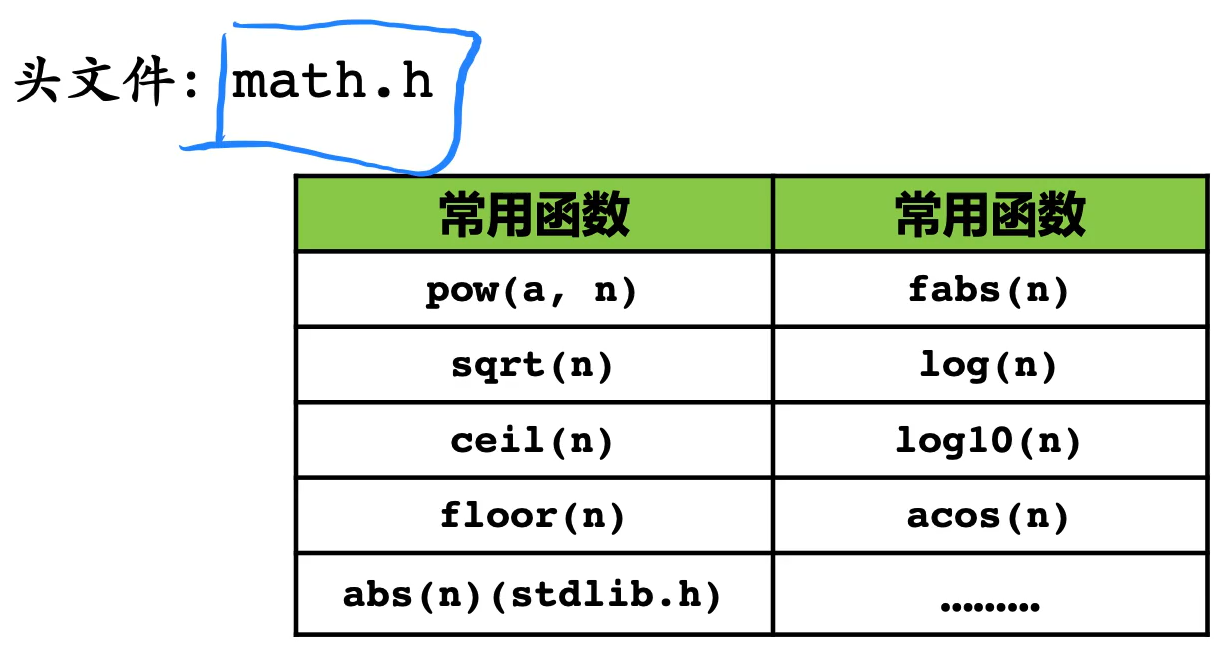 头文件: math.h
常用函数 常用函数
pow(a, n) fabs(n)
sqrt(n) log(n)
ceil(n) log10(n)
floor(n) acos(n)
abs(n)(stdlib.h) ………